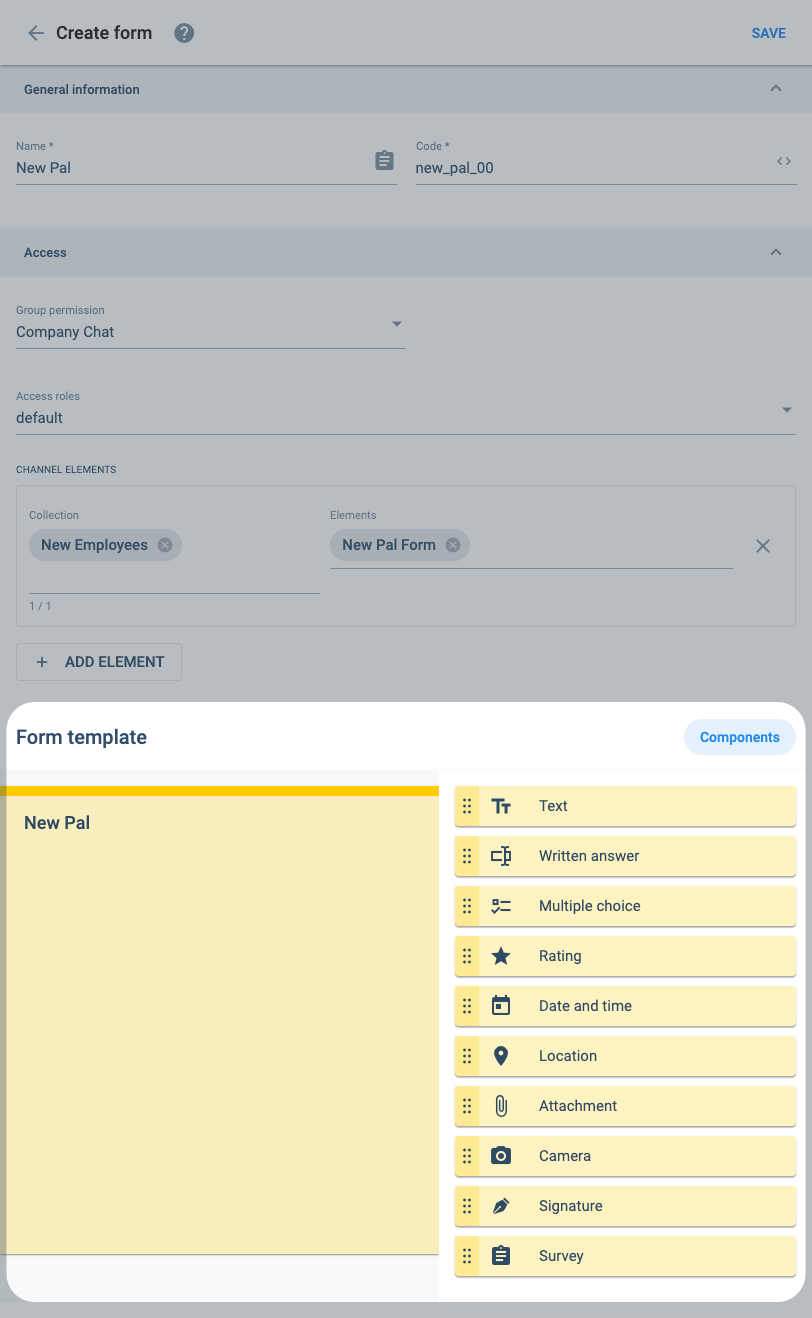 Create form
?
SAVE
General information
Name *
New Pal
Code *
new_pal_00
Access
Group permission
Company Chat
Access roles
default
CHANNEL ELEMENTS
Collection
New Employees
1 / 1
Elements
New Pal Form
ADD ELEMENT
Form template
Components
New Pal
Text
Written answer
Multiple choice
Rating
Date and time
Location
Attachment
Camera
Signature
Survey